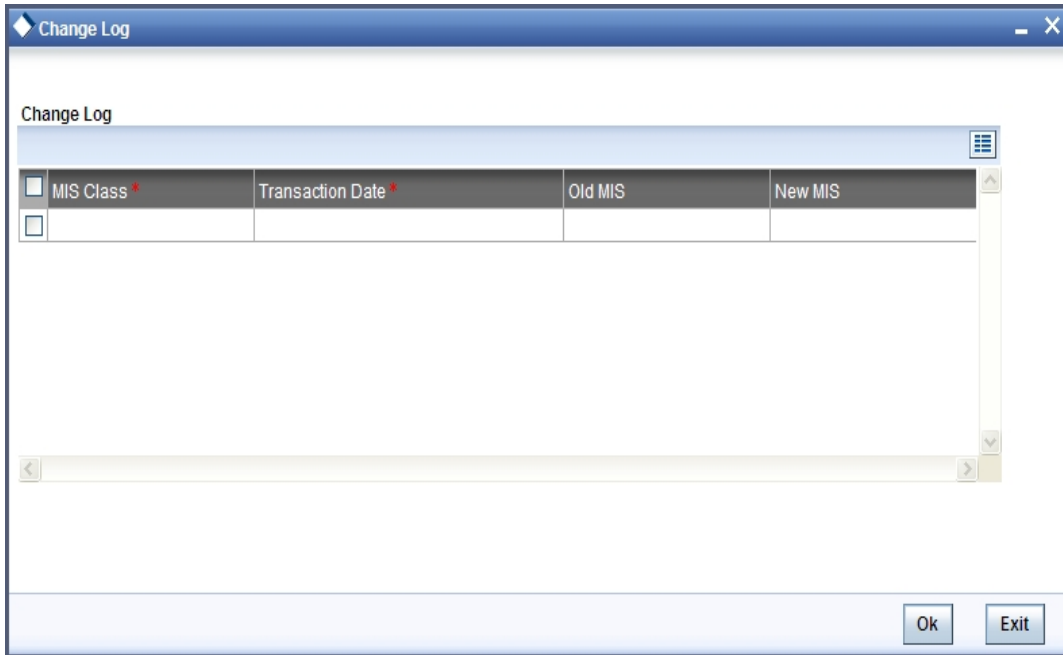 Change Log
Change Log
MIS Class * Transaction Date * Old MIS New MIS
Ok Exit